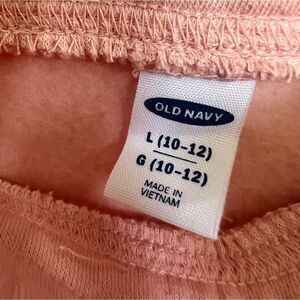 OLD NAVY
L (10-12)
G (10-12)
MADE IN
VIETNAM